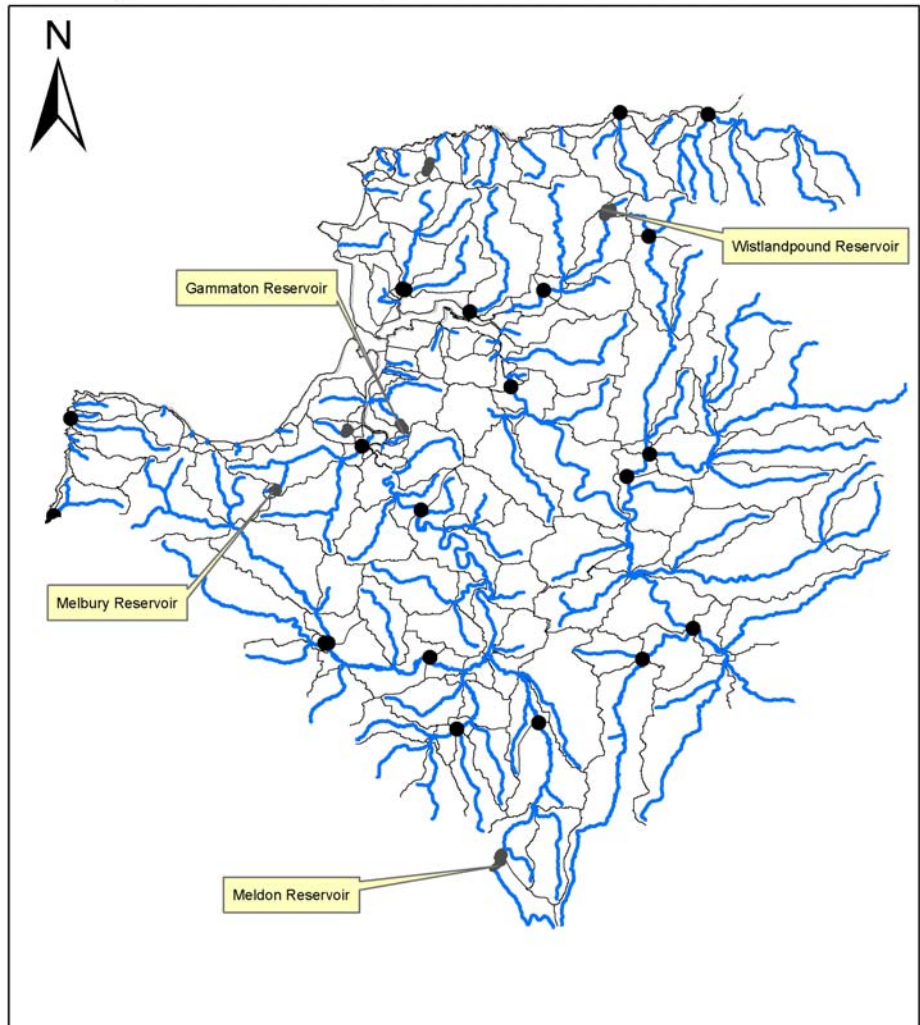 N
Wistlandpound Reservoir
Gammaton Reservoir
Melbury Reservoir
Meldon Reservoir